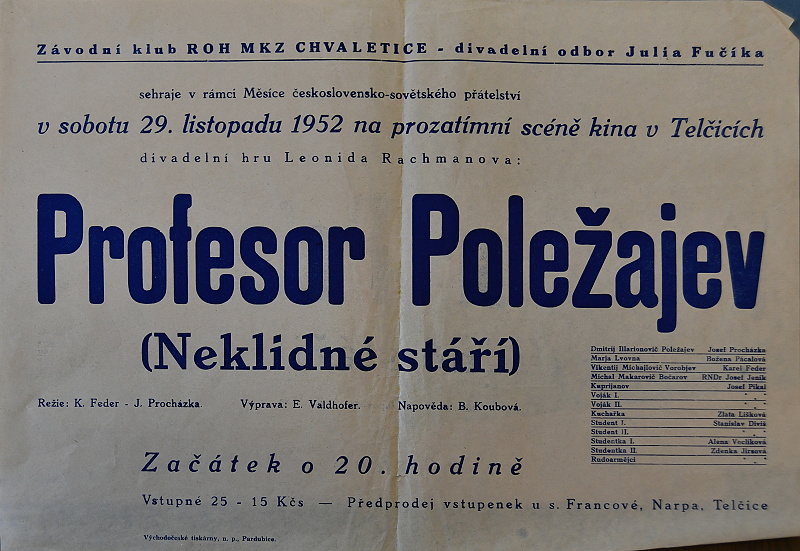 Závodní klub ROH MKZ CHVALETICE - divadelní odbor Julia Fučíka
sehraje v rámci Měsíce československo-sovětského přátelství
v sobotu 29. listopadu 1952 na prozatímní scéně kina v Telčicích
divadelní hru Leonida Rachmanova:
Profesor Poležajev
(Neklidné stáří)
Režie: K. Feder - J. Procházka. Výprava: E. Valdhofer. Napověda: B. Koubová.
Dmitrij Illarionovič Poležajev Josef Procházka
Marja Lvovna Božena Pácalová
Vikentij Michajlovič Vorobjev Karel Feder
Michal Makarovič Bočarov RNDr Josef Jeník
Kuprijanov Josef Pikal
Voják I. " . "
Voják II. " . "
Kuchařka Zlata Lišková
Student I. Stanislav Diviš
Student II. " . "
Studentka I. Alena Voclíková
Studentka II. Zdenka Jirsová
Rudoarmějci " . "
Začátek o 20. hodině
Vstupné 25 - 15 Kčs — Předprodej vstupenek u s. Francové, Narpa, Telčice
Východočeské tiskárny, n. p., Pardubice.